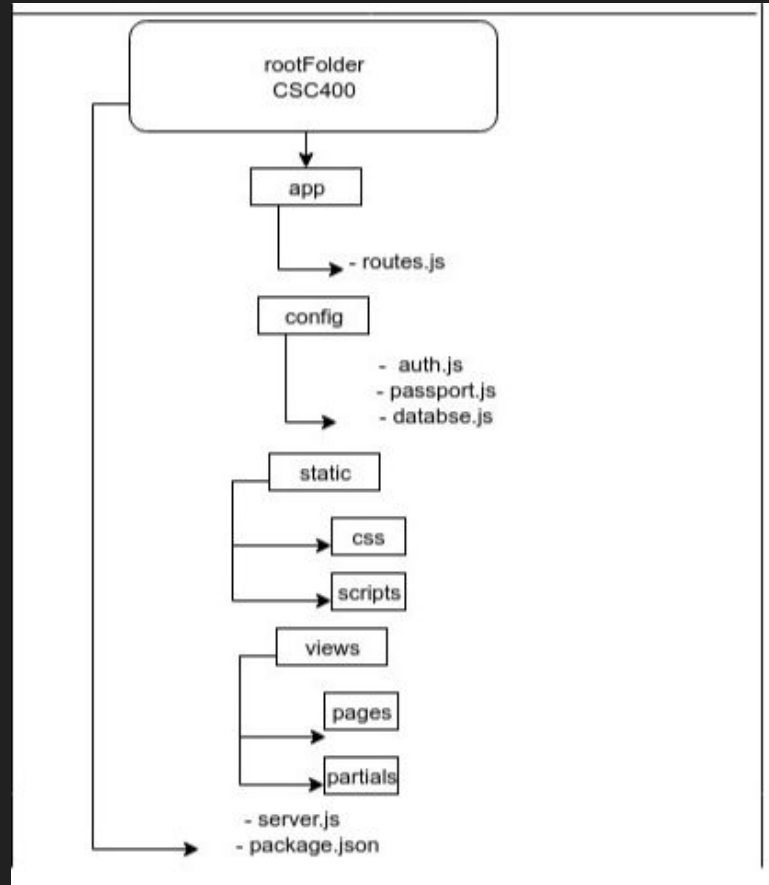 rootFolder
CSC400
app
- routes.js
config
- auth.js
- passport.js
- databse.js
static
css
scripts
views
pages
partials
- server.js
- package.json